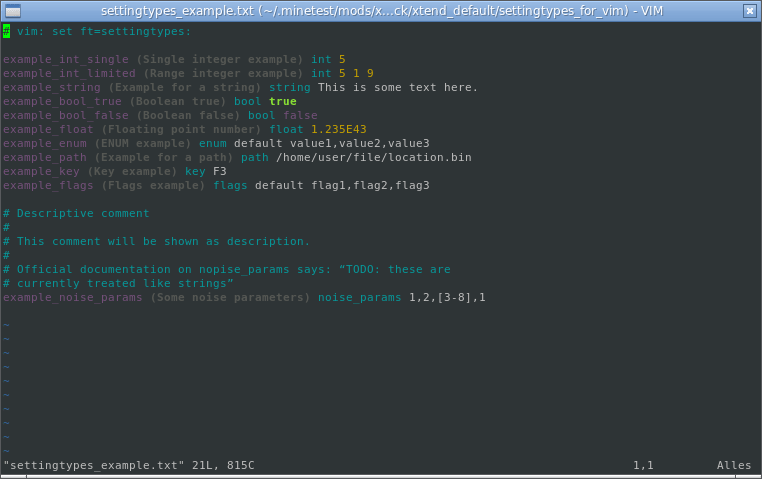 settingtypes_example.txt (~/.minetest/mods/x...ck/xtend_default/settingtypes_for_vim) - VIM
# vim: set ft=settingtypes:
example_int_single (Single integer example) int 5
example_int_limited (Range integer example) int 5 1 9
example_string (Example for a string) string This is some text here.
example_bool_true (Boolean true) bool true
example_bool_false (Boolean false) bool false
example_float (Floating point number) float 1.235E43
example_enum (ENUM example) enum default value1,value2,value3
example_path (Example for a path) path /home/user/file/location.bin
example_key (Key example) key F3
example_flags (Flags example) flags default flag1,flag2,flag3
# Descriptive comment
#
# This comment will be shown as description.
#
# Official documentation on nopise_params says: “TODO: these are
# currently treated like strings”
example_noise_params (Some noise parameters) noise_params 1,2,[3-8],1
~
~
~
~
~
~
~
~
~
~
"settingtypes_example.txt" 21L, 815C 1,1 Alles